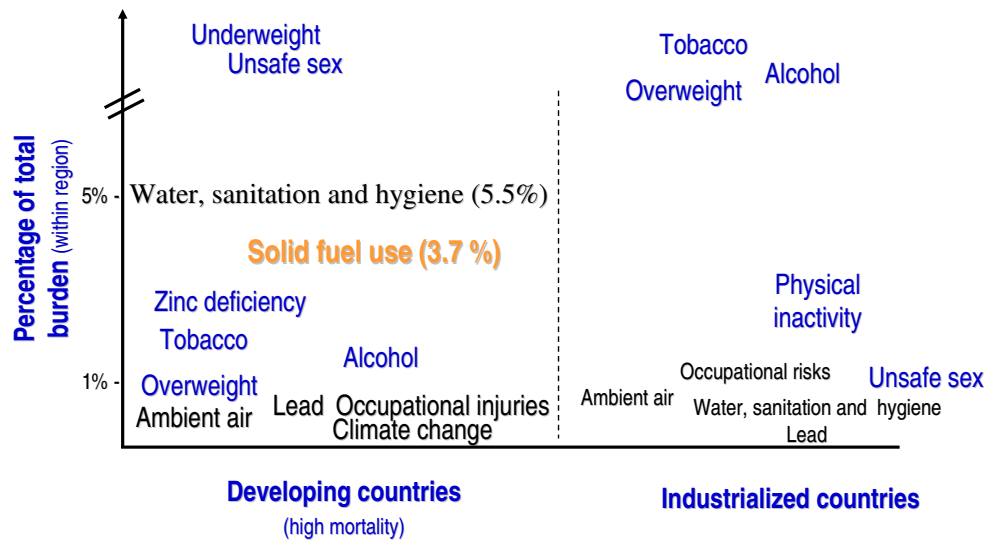 Underweight
Unsafe sex
Tobacco
Alcohol
Overweight
Percentage of total
burden (within region)
5% -
Water, sanitation and hygiene (5.5%)
Solid fuel use (3.7 %)
Zinc deficiency
Tobacco
Alcohol
1% -
Overweight
Ambient air
Lead
Occupational injuries
Climate change
Physical
inactivity
Occupational risks
Unsafe sex
Ambient air
Water, sanitation and hygiene
Lead
Developing countries
(high mortality)
Industrialized countries